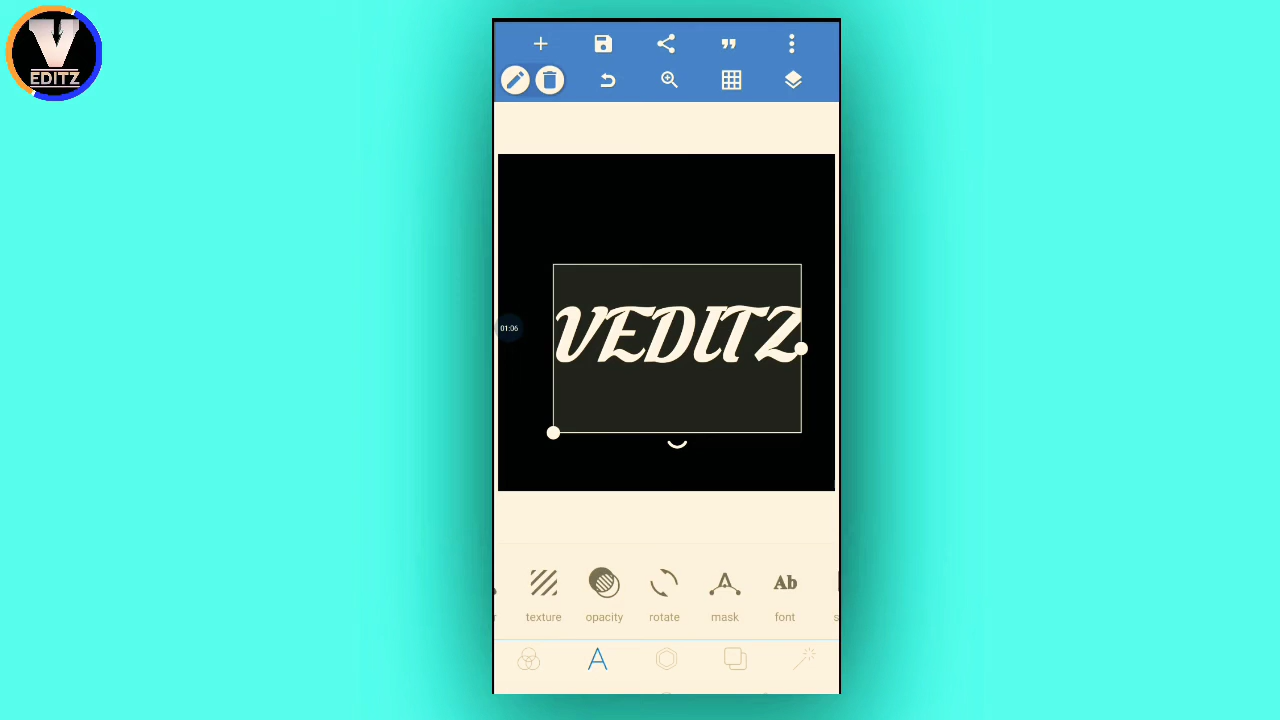 V
EDITZ
01:06
VEDITZ
texture
opacity
rotate
mask
Ab
font